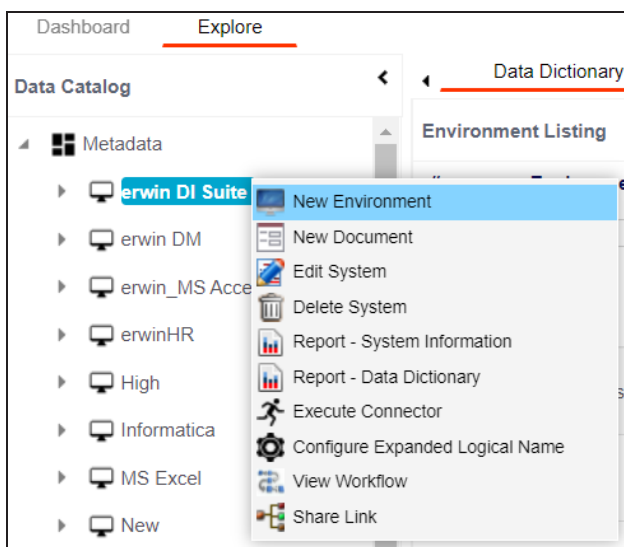 Dashboard Explore
Data Catalog
Data Dictionary
Metadata
Environment Listing
erwin DI Suite
New Environment
erwin DM
New Document
Edit System
erwin_MS Acce
Delete System
erwinHR
Report - System Information
High
Report - Data Dictionary
Execute Connector
Informatica
Configure Expanded Logical Name
MS Excel
View Workflow
New
Share Link